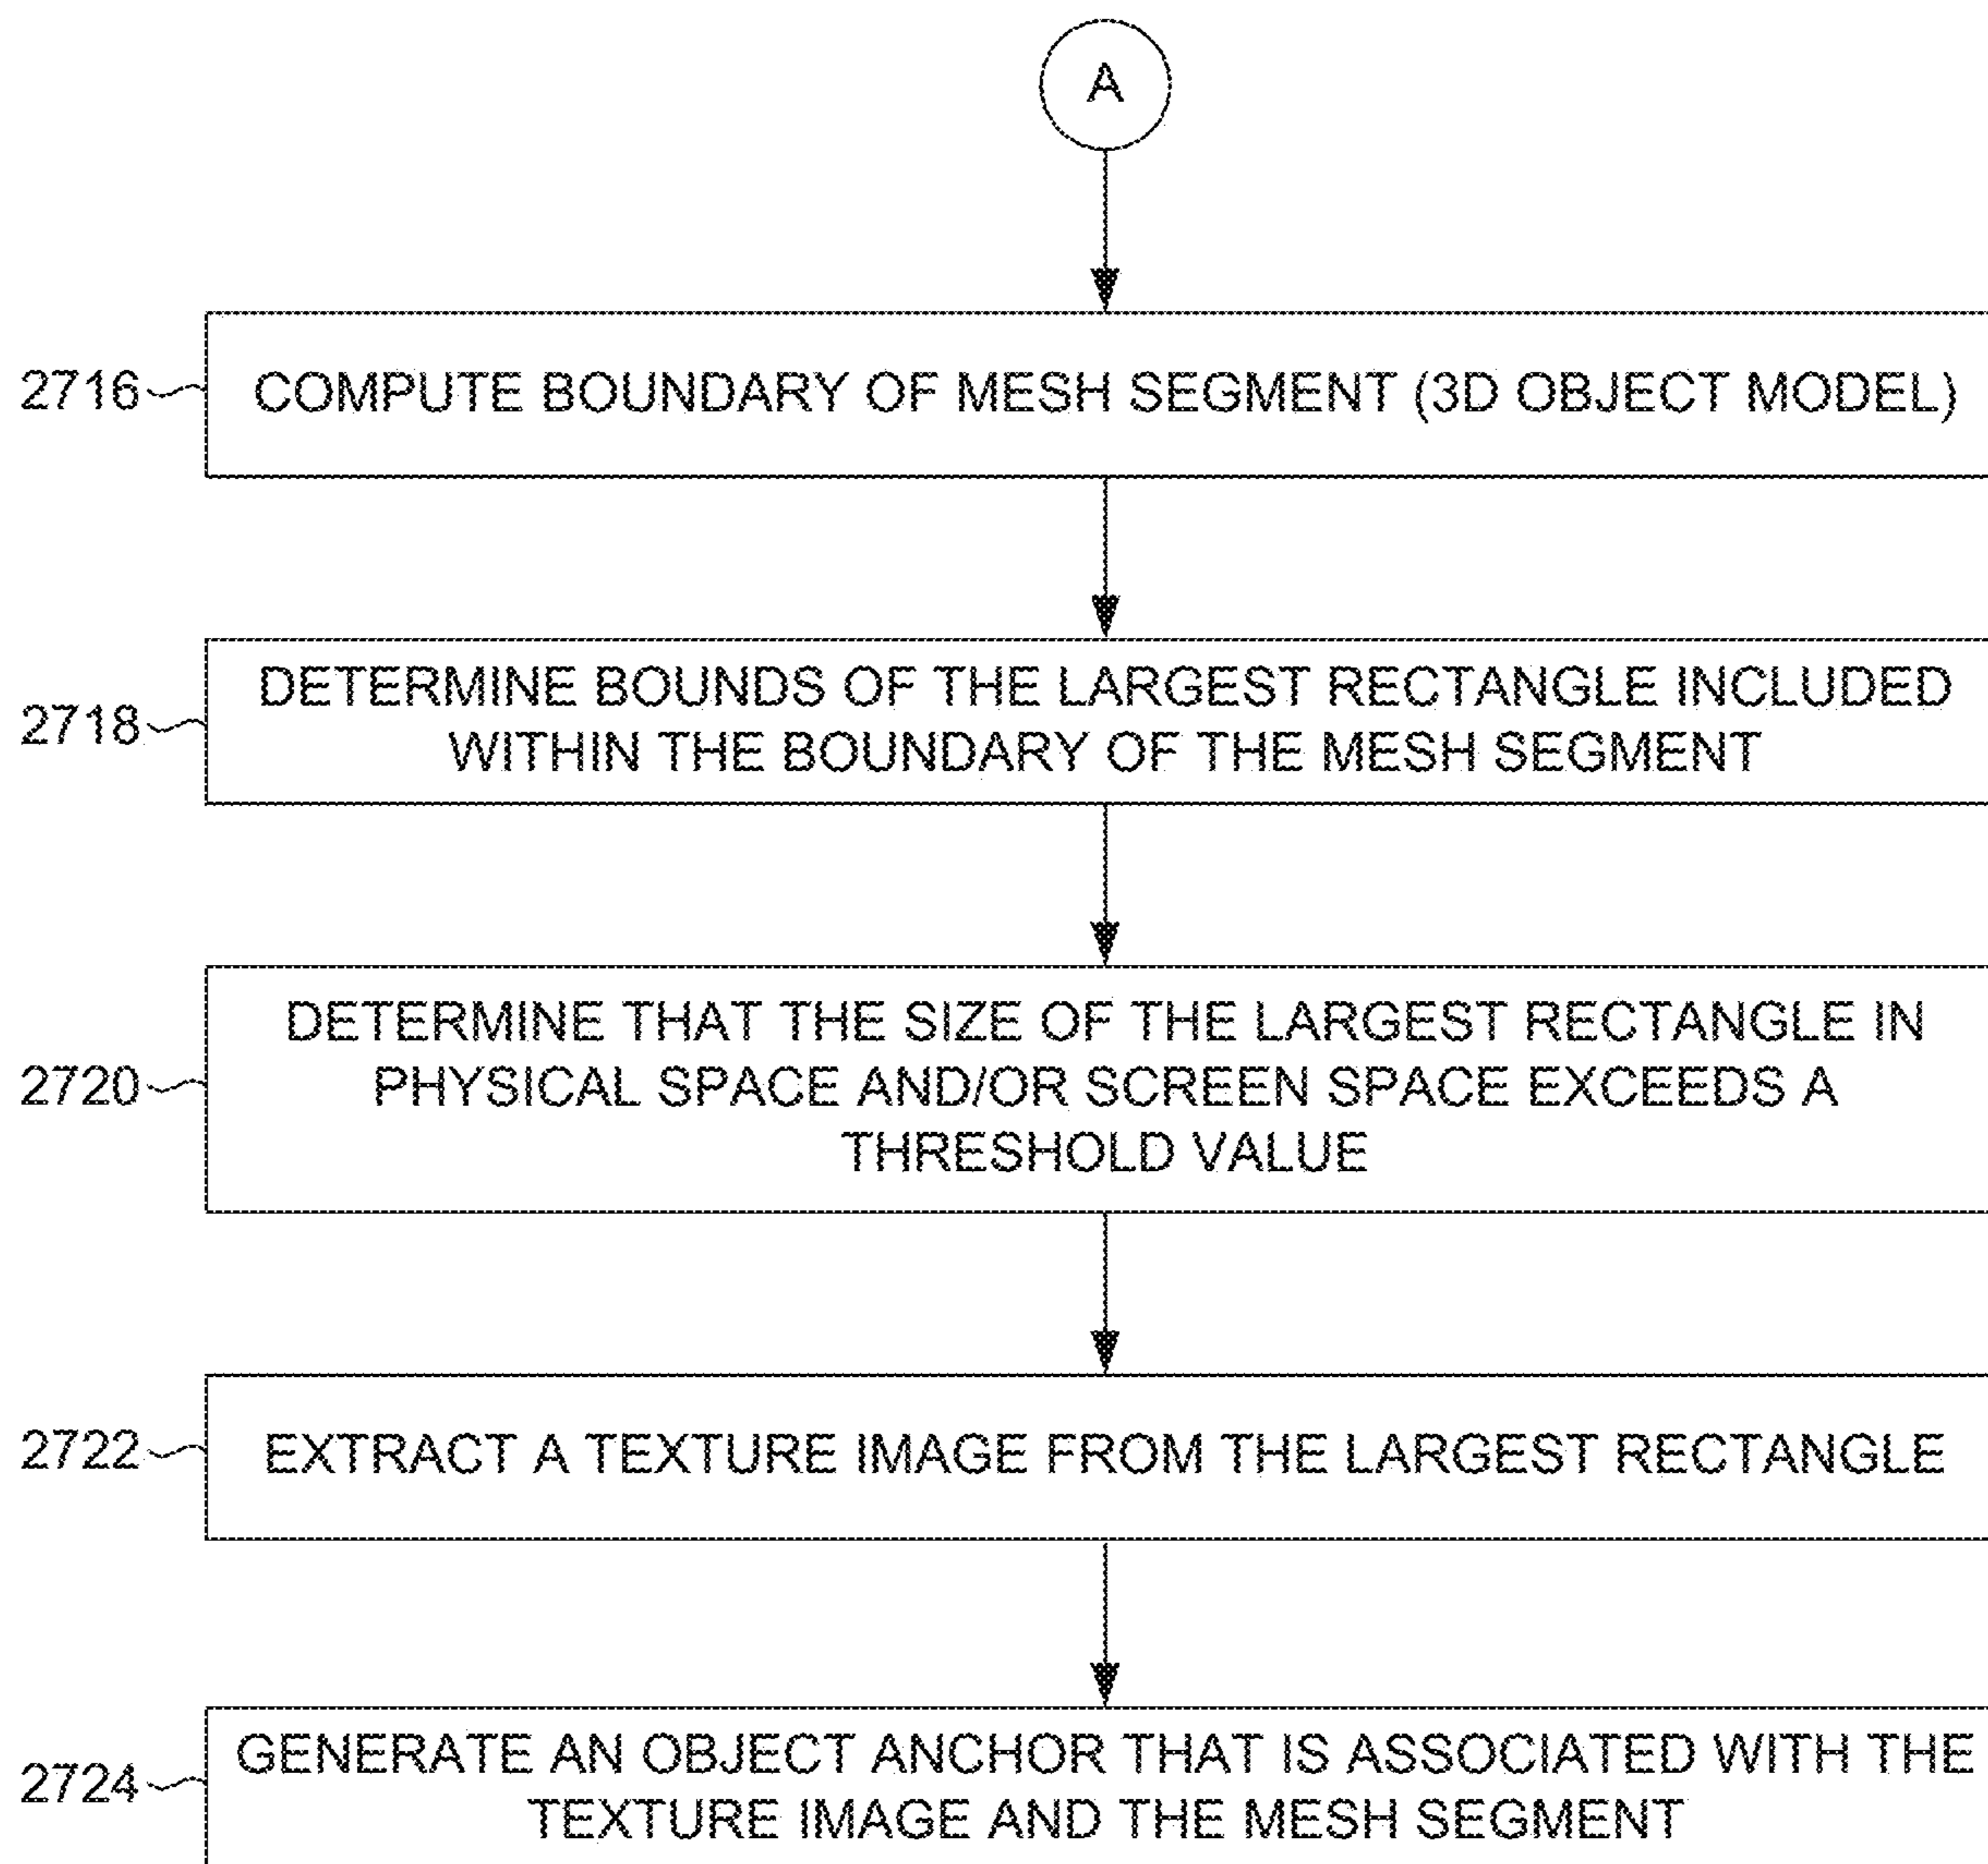 A
2716 COMPUTE BOUNDARY OF MESH SEGMENT (3D OBJECT MODEL)
DETERMINE BOUNDS OF THE LARGEST RECTANGLE INCLUDED
2718 WITHIN THE BOUNDARY OF THE MESH SEGMENT
DETERMINE THAT THE SIZE OF THE LARGEST RECTANGLE IN
2720 PHYSICAL SPACE AND/OR SCREEN SPACE EXCEEDS A
THRESHOLD VALUE
2722 EXTRACT A TEXTURE IMAGE FROM THE LARGEST RECTANGLE
GENERATE AN OBJECT ANCHOR THAT IS ASSOCIATED WITH THE
2724 TEXTURE IMAGE AND THE MESH SEGMENT